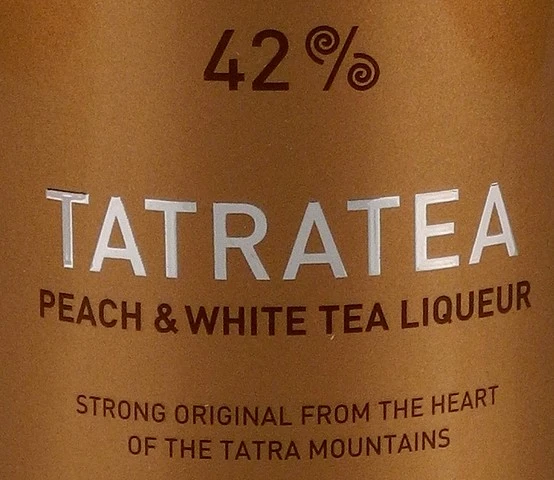 42%
TATRATEA
PEACH & WHITE TEA LIQUEUR
STRONG ORIGINAL FROM THE HEART
OF THE TATRA MOUNTAINS